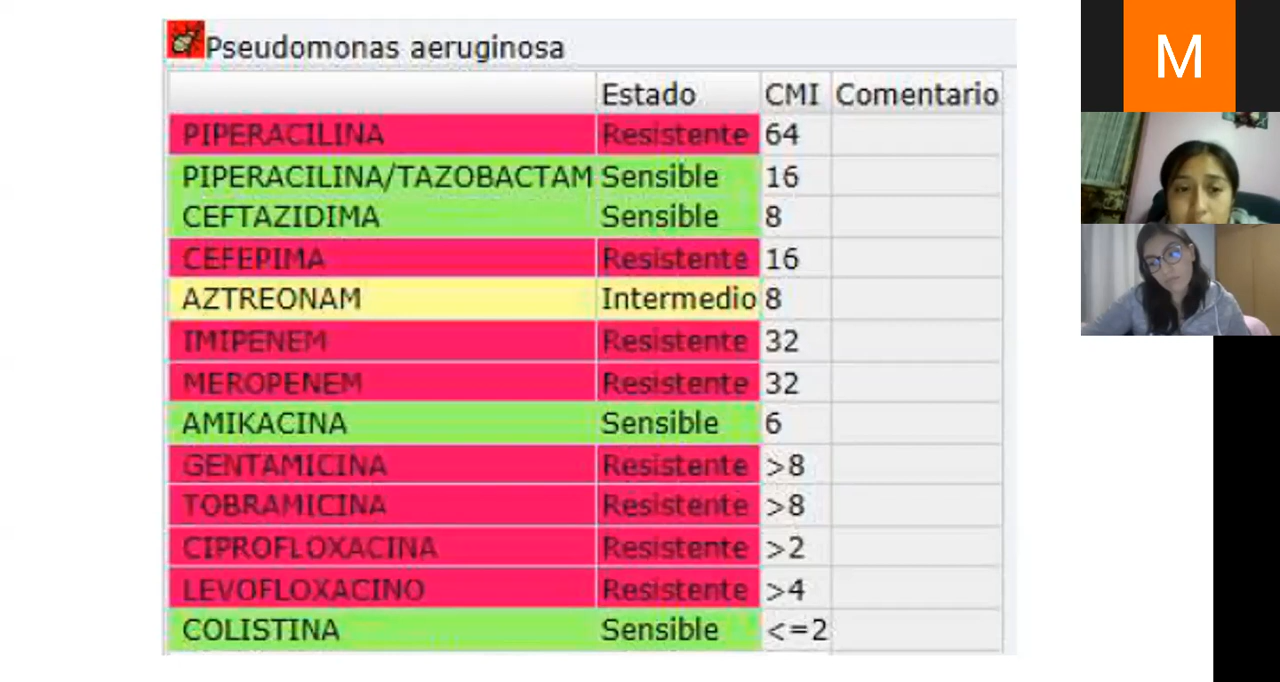 Pseudomonas aeruginosa
Estado CMI Comentario
PIPERACILINA Resistente 64
PIPERACILINA/TAZOBACTAM Sensible 16
CEFTAZIDIMA Sensible 8
CEFEPIMA Resistente 16
AZTREONAM Intermedio 8
IMIPENEM Resistente 32
MEROPENEM Resistente 32
AMIKACINA Sensible 6
GENTAMICINA Resistente >8
TOBRAMICINA Resistente >8
CIPROFLOXACINA Resistente >2
LEVOFLOXACINO Resistente >4
COLISTINA Sensible <=2
M